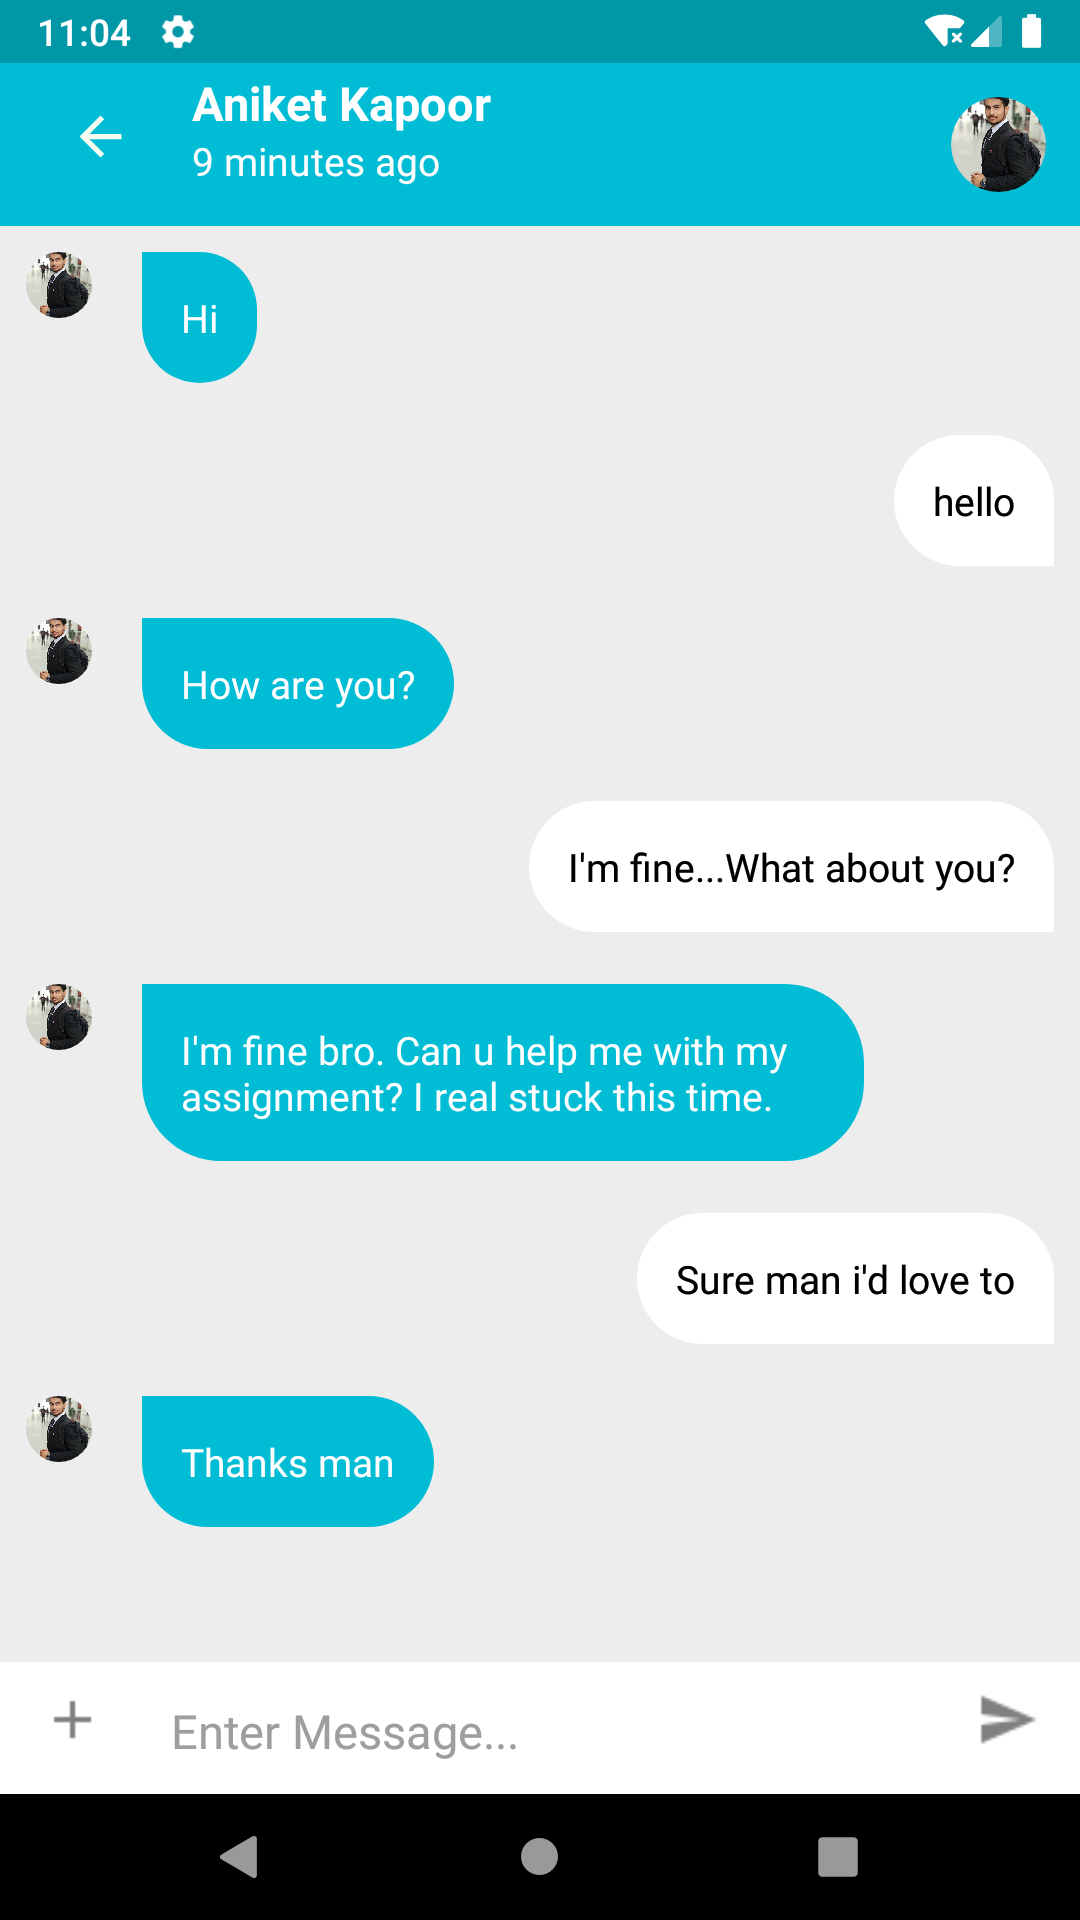 11:04
Aniket Kapoor
9 minutes ago
Hi
hello
How are you?
I'm fine...What about you?
I'm fine bro. Can u help me with my
assignment? I real stuck this time.
Sure man i'd love to
Thanks man
Enter Message...